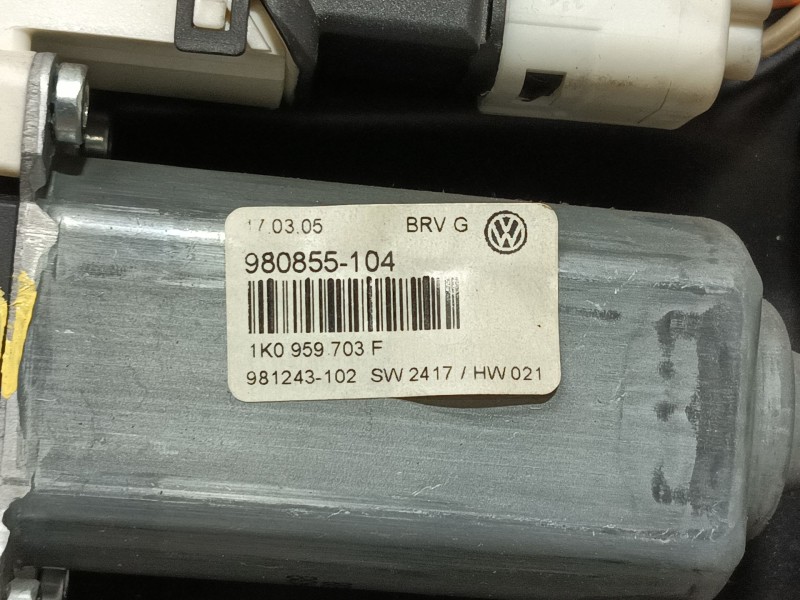 17.03.05 BRV G
980855-104
1K0 959 703 F
981243-102 SW 2417 / HW 021